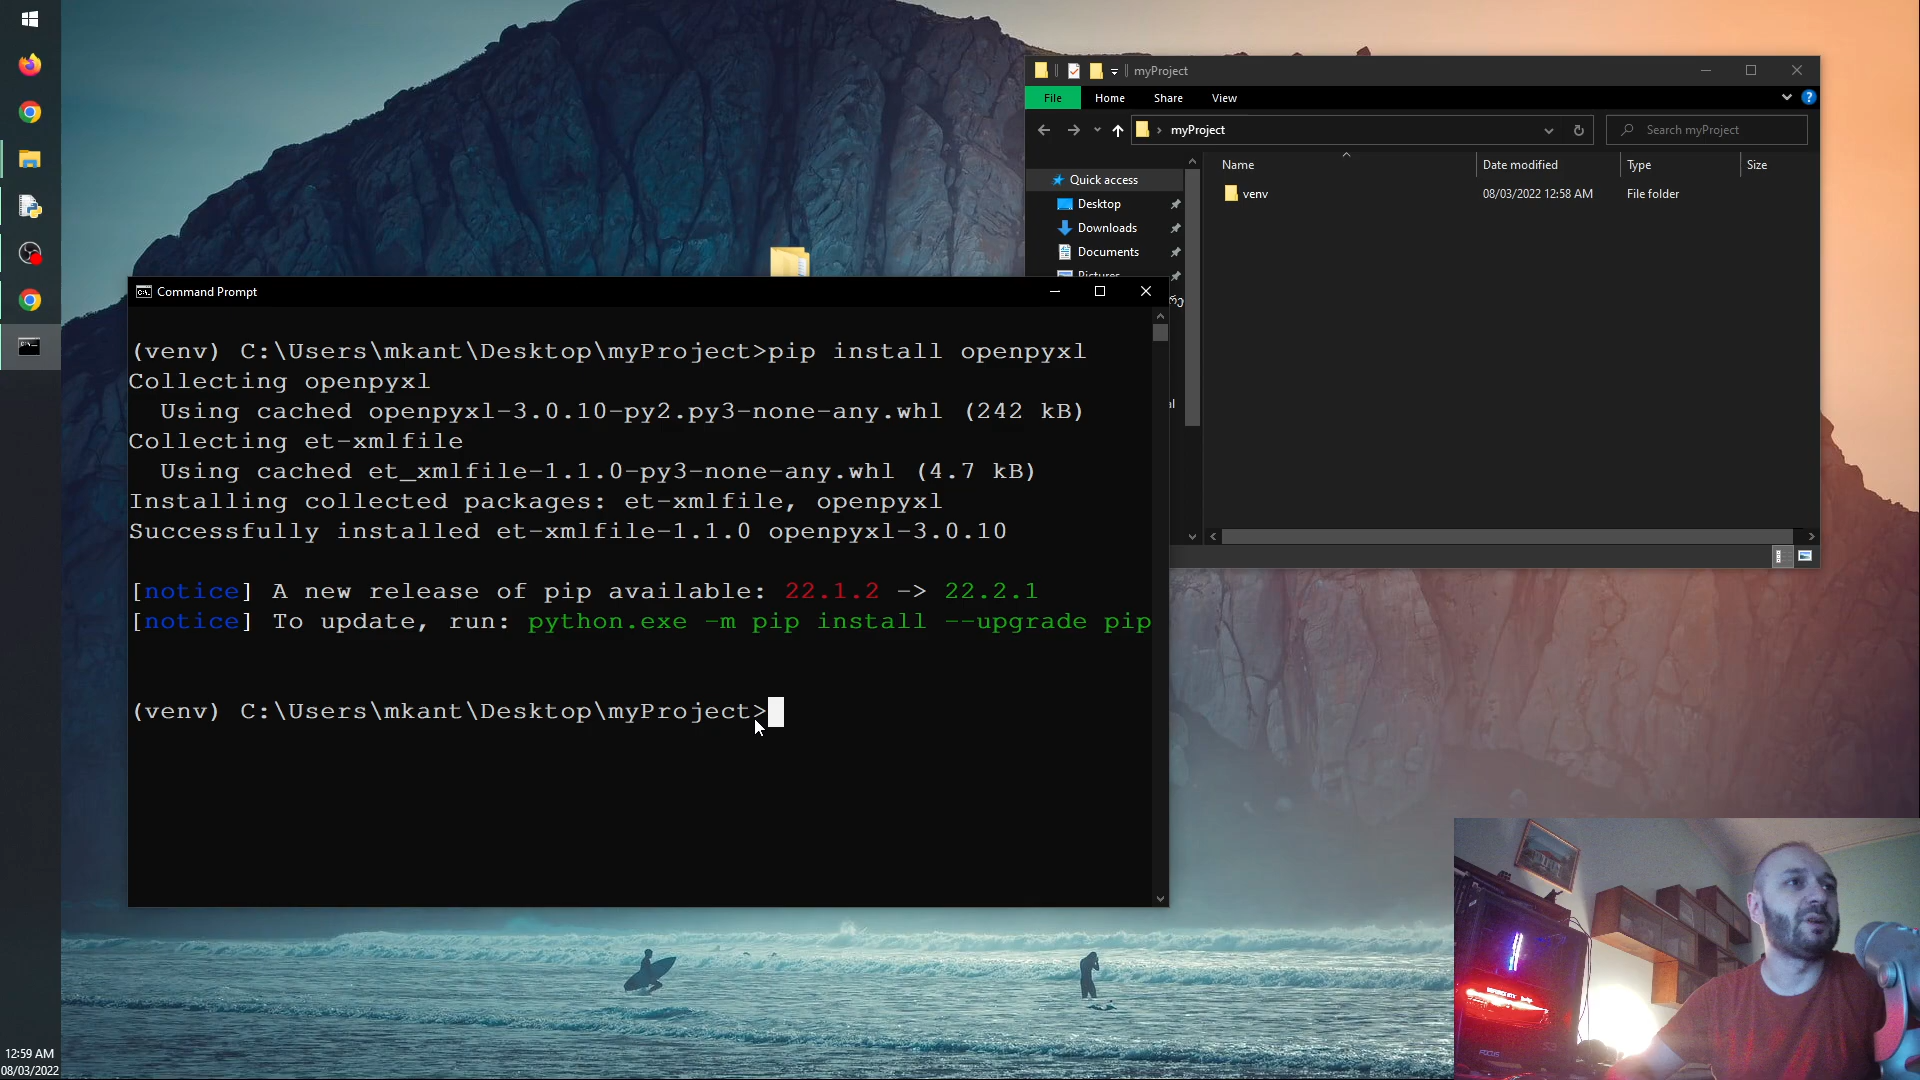 myProject
File
Home
Share
View
myProject
Search myProject
Name
Date modified
Type
Size
Quick access
Desktop
Downloads
Documents
Pictures
venv
08/03/2022 12:58 AM
File folder
Command Prompt
(venv) C:\Users\mkant\Desktop\myProject>pip install openpyxl
Collecting openpyxl
Using cached openpyxl-3.0.10-py2.py3-none-any.whl (242 kB)
Collecting et-xmlfile
Using cached et_xmlfile-1.1.0-py3-none-any.whl (4.7 kB)
Installing collected packages: et-xmlfile, openpyxl
Successfully installed et-xmlfile-1.1.0 openpyxl-3.0.10
[notice] A new release of pip available: 22.1.2 -> 22.2.1
[notice] To update, run: python.exe -m pip install --upgrade pip
(venv) C:\Users\mkant\Desktop\myProject>
12:59 AM
08/03/2022